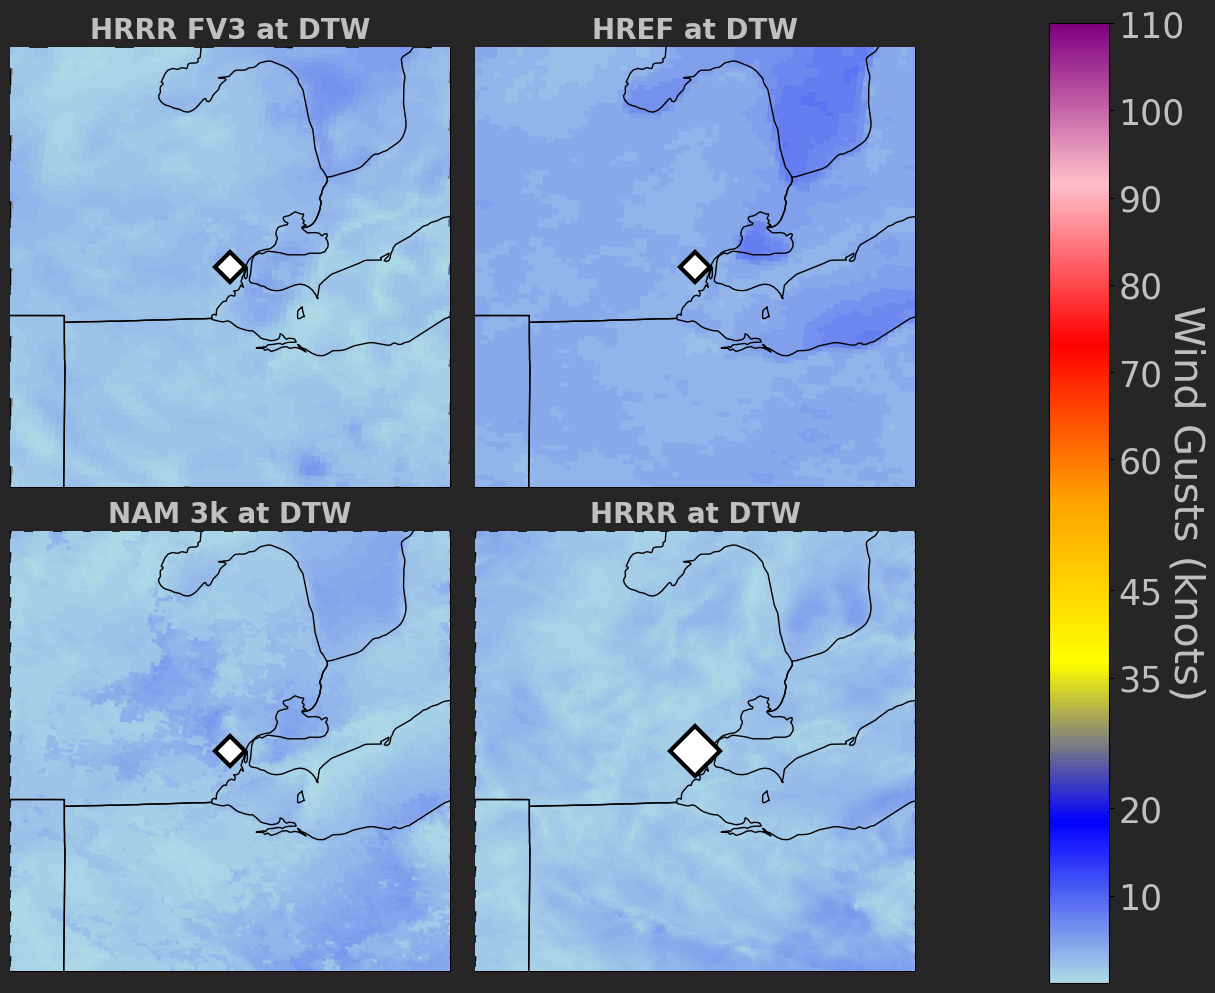 HRRR FV3 at DTW
HREF at DTW
NAM 3k at DTW
HRRR at DTW
110
100
90
80
70
60
45
35
20
10
Wind Gusts (knots)